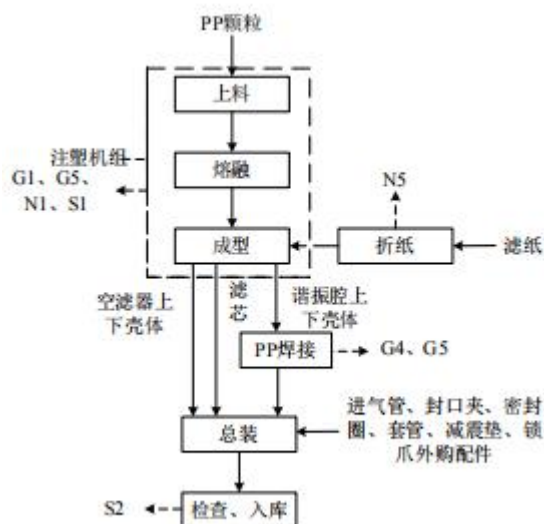 PP颗粒
上料
注塑机组
G1、G5、
N1、S1
熔融
N5
成型
折纸
滤纸
空滤器上
下壳体
滤
芯
谐振腔上
下壳体
PP焊接
G4、G5
总装
进气管、封口夹、密封
圈、套管、减震垫、锁
爪外购配件
S2
检查、入库